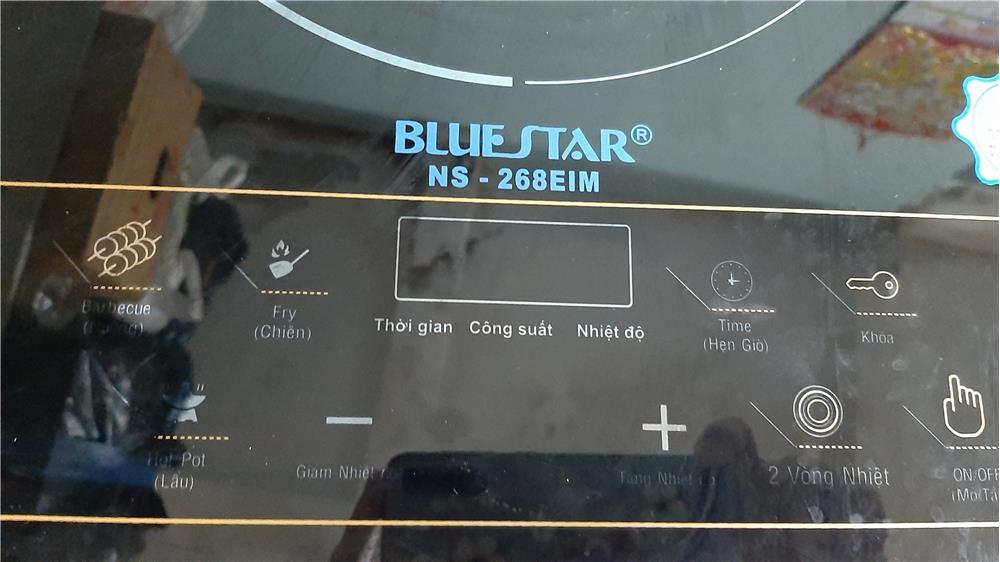 BLUESTAR®
NS - 268EIM
Barbecue
Fry
(Chiên)
Thời gian Công suất Nhiệt độ
Time
(Hẹn Giờ)
Khóa
Hot Pot
(Lẩu)
Giảm Nhiệt
Tăng Nhiệt
2 Vòng Nhiệt
ON/OFF